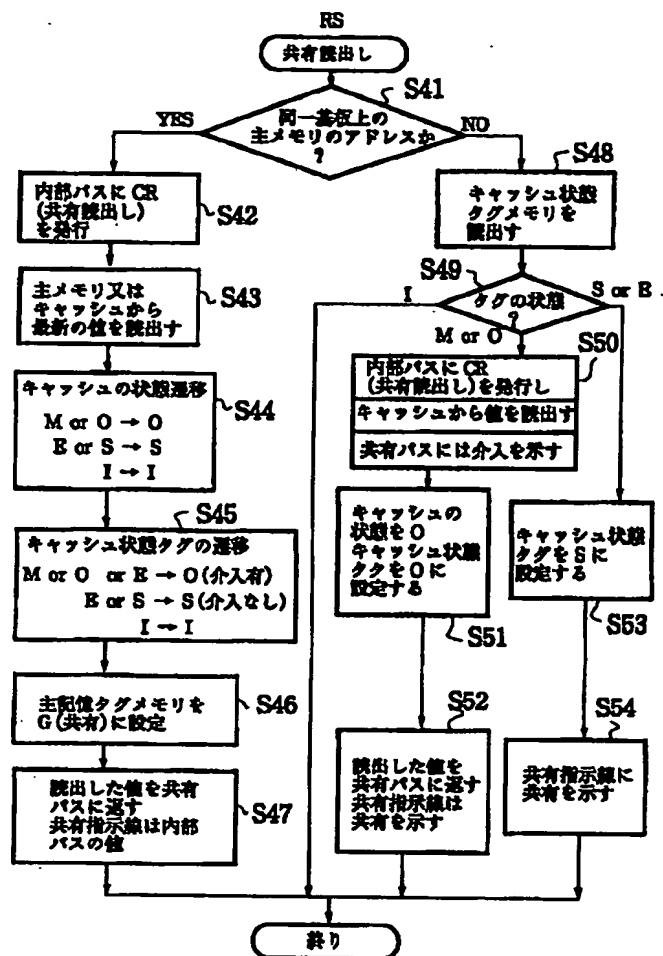 RS
共有読出し
S41
同一基板上の
主メモリのアドレスか
?
YES
NO
内部バスに CR
(共有読出し)
を発行
S42
主メモリ又は
キャッシュから
最新の値を読出す
S43
キャッシュの状態遷移
M or O → O
E or S → S
I → I
S44
S45
キャッシュ状態タグの遷移
M or O or E → O (介入有)
E or S → S (介入なし)
I → I
主記憶タグメモリを
G (共有) に設定
S46
読出した値を共有
バスに返す
共有指示線は内部
バスの値
S47
S48
キャッシュ状態
タグメモリを
読出す
S49
タグの状態
?
I
S or E
M or O
S50
内部バスに CR
(共有読出し) を発行し
キャッシュから値を読出す
共有バスには介入を示す
キャッシュの
状態を O
キャッシュ状態
タグを O に
設定する
S51
キャッシュ状態
タグを S に
設定する
S53
S52
読出した値を
共有バスに返す
共有指示線は
共有を示す
S54
共有指示線に
共有を示す
終り